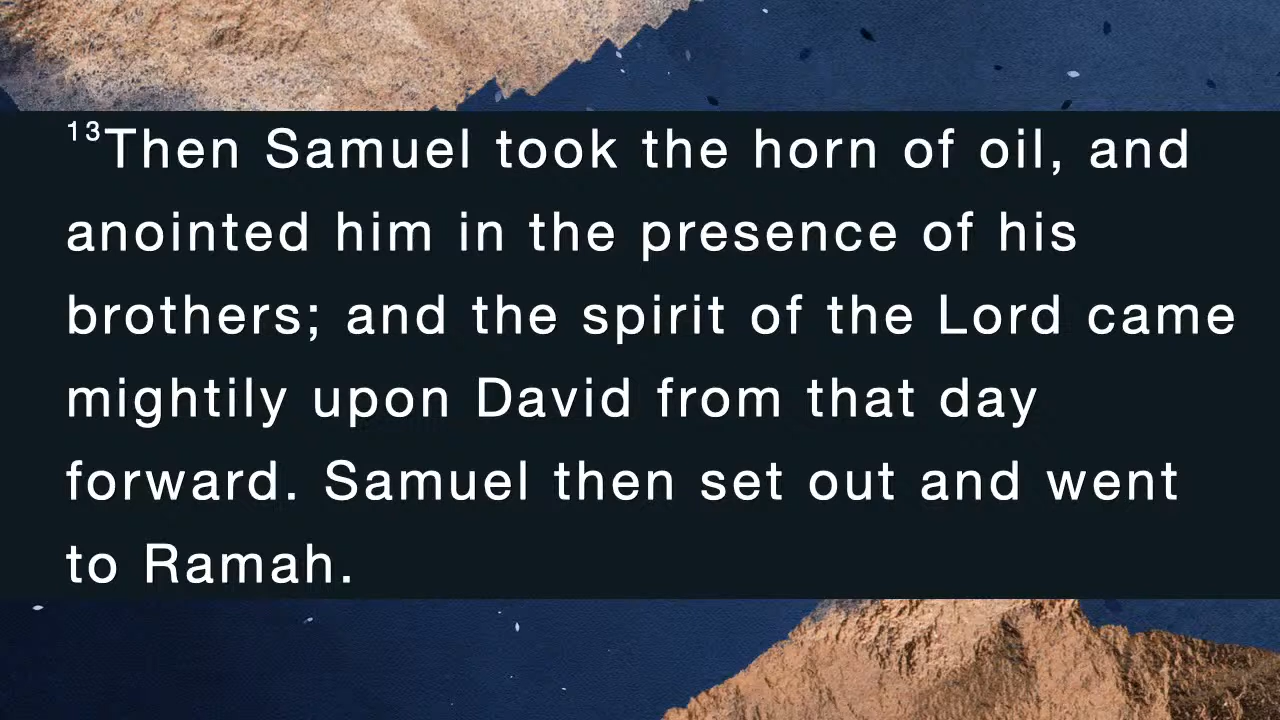 13Then Samuel took the horn of oil, and
anointed him in the presence of his
brothers; and the spirit of the Lord came
mightily upon David from that day
forward. Samuel then set out and went
to Ramah.